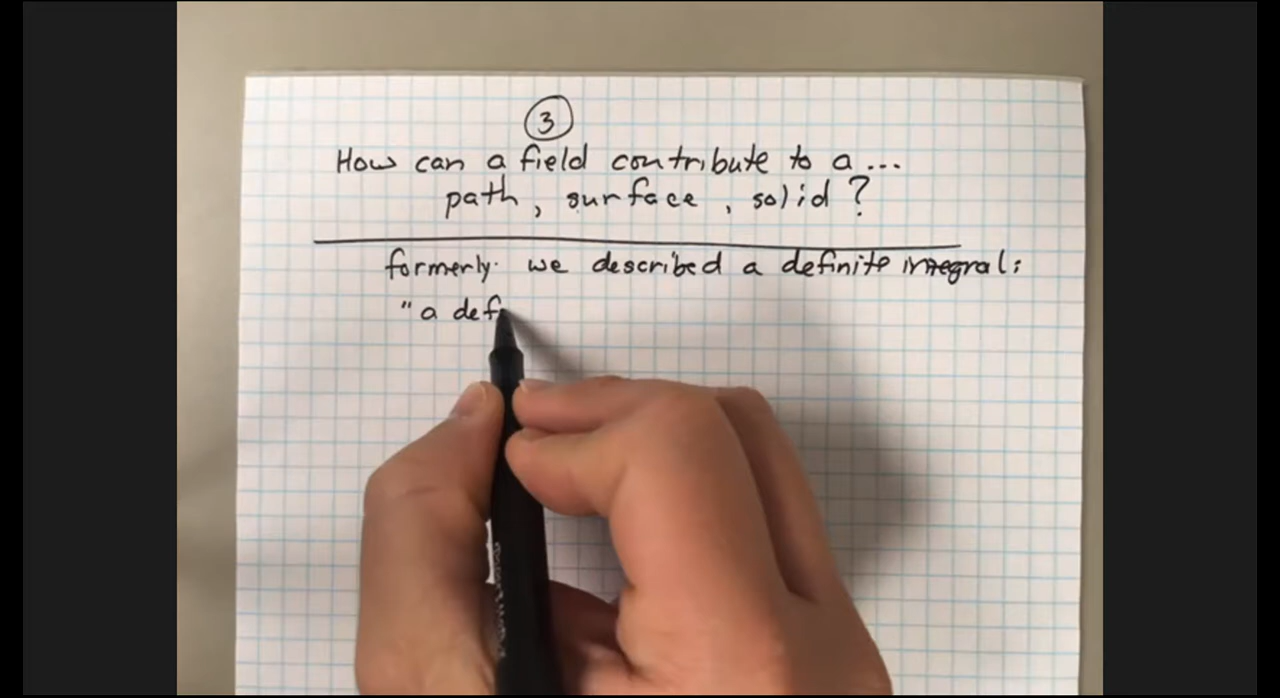 3
How can a field contribute to a...
path, surface, solid?
formerly. we described a definite integral:
"a def